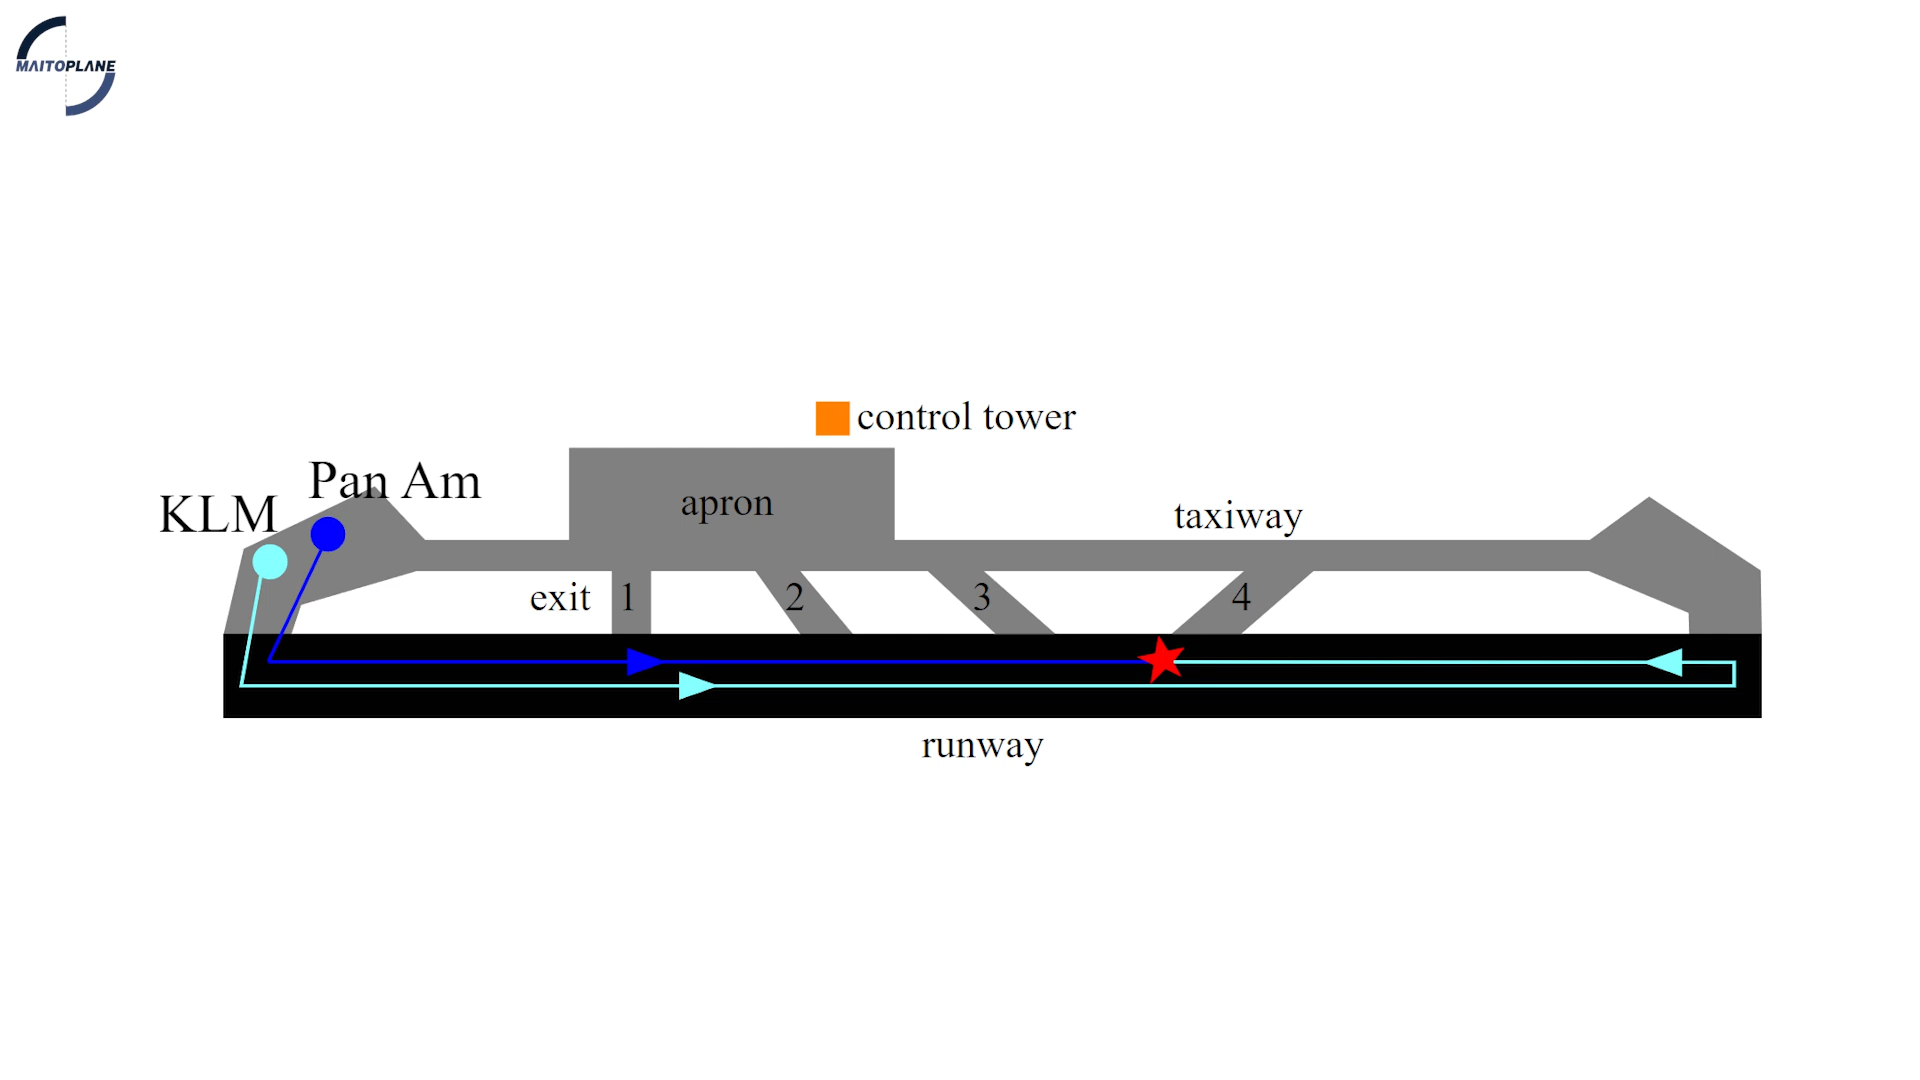 MAITOPLANE
control tower
Pan Am
KLM
apron
taxiway
exit 1 2 3 4
runway